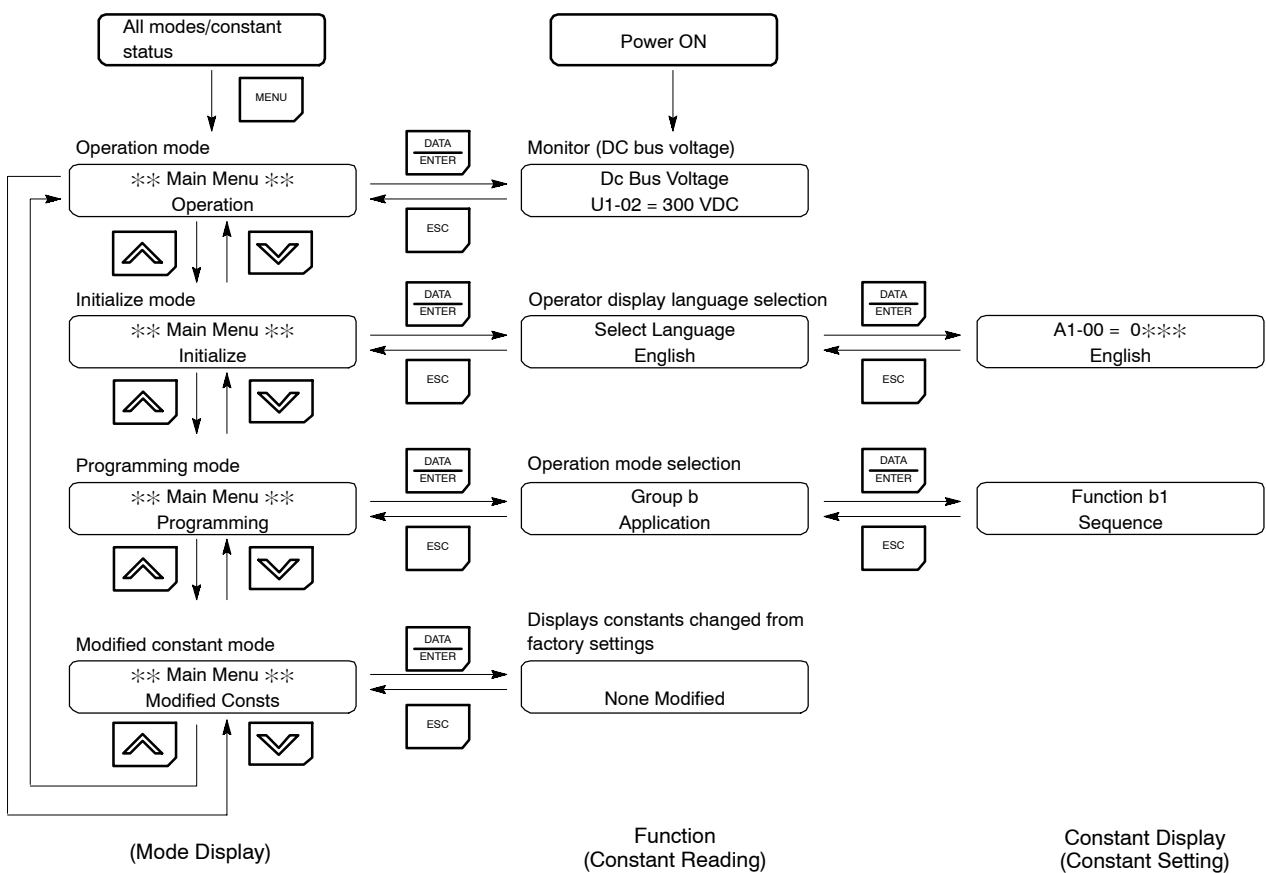 All modes/constant
status
Power ON
MENU
Operation mode
DATA
ENTER
Monitor (DC bus voltage)
✻✻ Main Menu ✻✻
Operation
Dc Bus Voltage
U1-02 = 300 VDC
ESC
Initialize mode
DATA
ENTER
Operator display language selection
DATA
ENTER
✻✻ Main Menu ✻✻
Initialize
Select Language
English
A1-00 = 0✻✻✻
English
ESC
ESC
Programming mode
DATA
ENTER
Operation mode selection
DATA
ENTER
✻✻ Main Menu ✻✻
Programming
Group b
Application
Function b1
Sequence
ESC
ESC
Modified constant mode
DATA
ENTER
Displays constants changed from
factory settings
✻✻ Main Menu ✻✻
Modified Consts
None Modified
ESC
(Mode Display)
Function
(Constant Reading)
Constant Display
(Constant Setting)